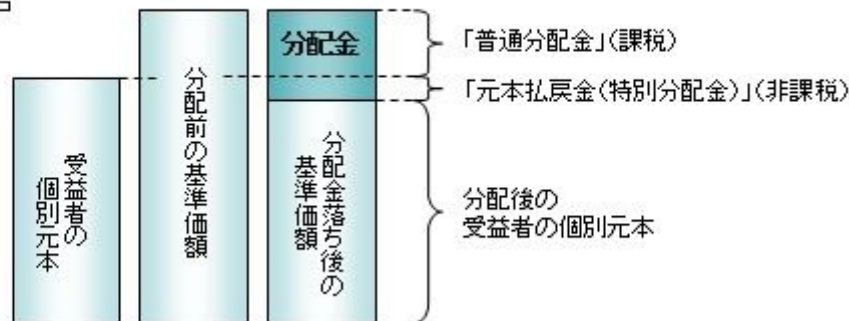 受益者の
個別元本
分配前の基準価額
分配金
分配金落ち後の
基準価額
「普通分配金」(課税)
「元本払戻金(特別分配金)」(非課税)
分配後の
受益者の個別元本